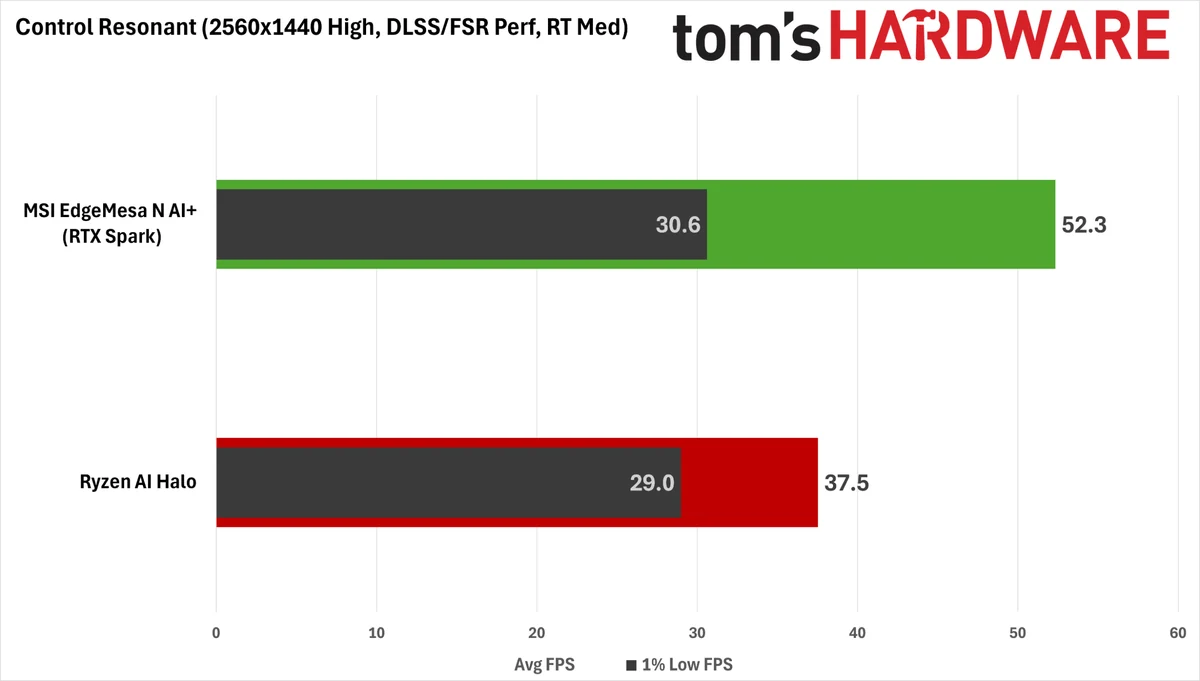 Control Resonant (2560x1440 High, DLSS/FSR Perf, RT Med)
tom's HARDWARE
MSI EdgeMesa N AI+
(RTX Spark)
30.6
52.3
Ryzen AI Halo
29.0
37.5
0 10 20 30 40 50 60
Avg FPS 1% Low FPS